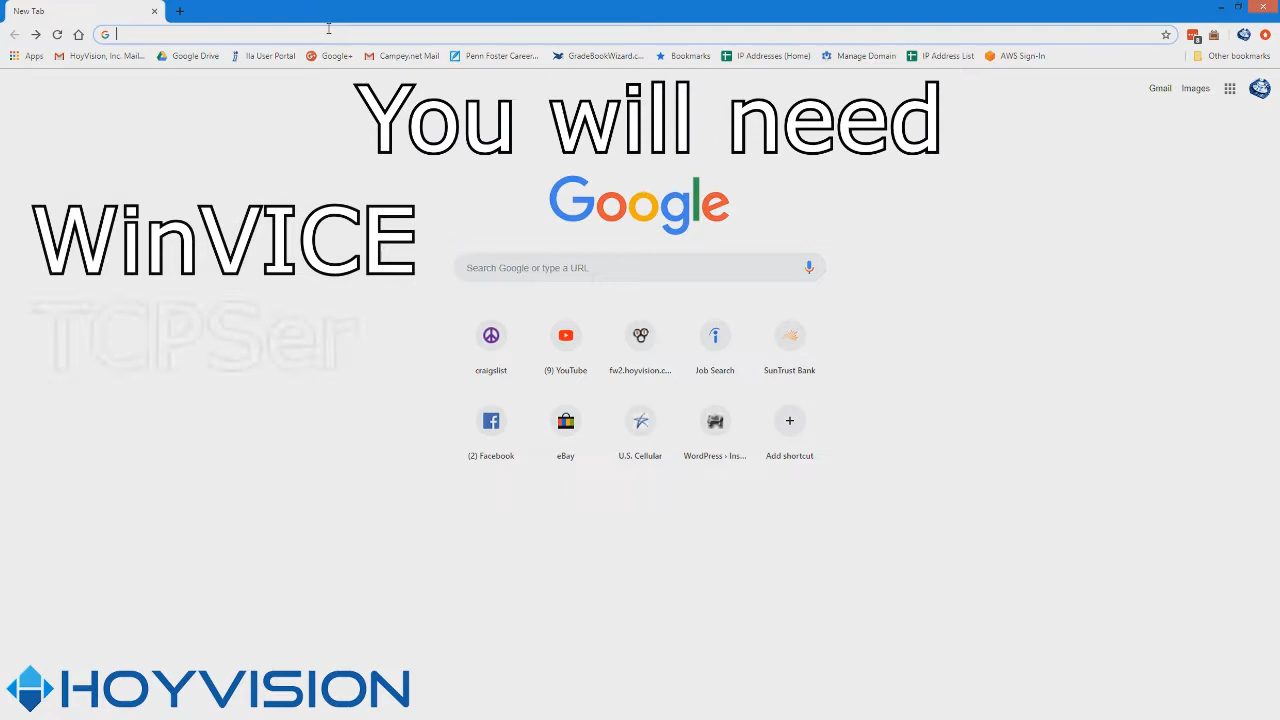 New Tab
Apps HoyVision, Inc. Mail... Google Drive Ila User Portal Google+ Campey.net Mail Penn Foster Career... GradeBookWizard.c... Bookmarks IP Addresses (Home) Manage Domain IP Address List AWS Sign-In Other bookmarks
Gmail Images
You will need
Google
WinVICE
Search Google or type a URL
TCPSer
craigslist (9) YouTube fw2.hoyvision.c... Job Search SunTrust Bank
(2) Facebook eBay U.S. Cellular WordPress › Ins... Add shortcut
HOYVISION